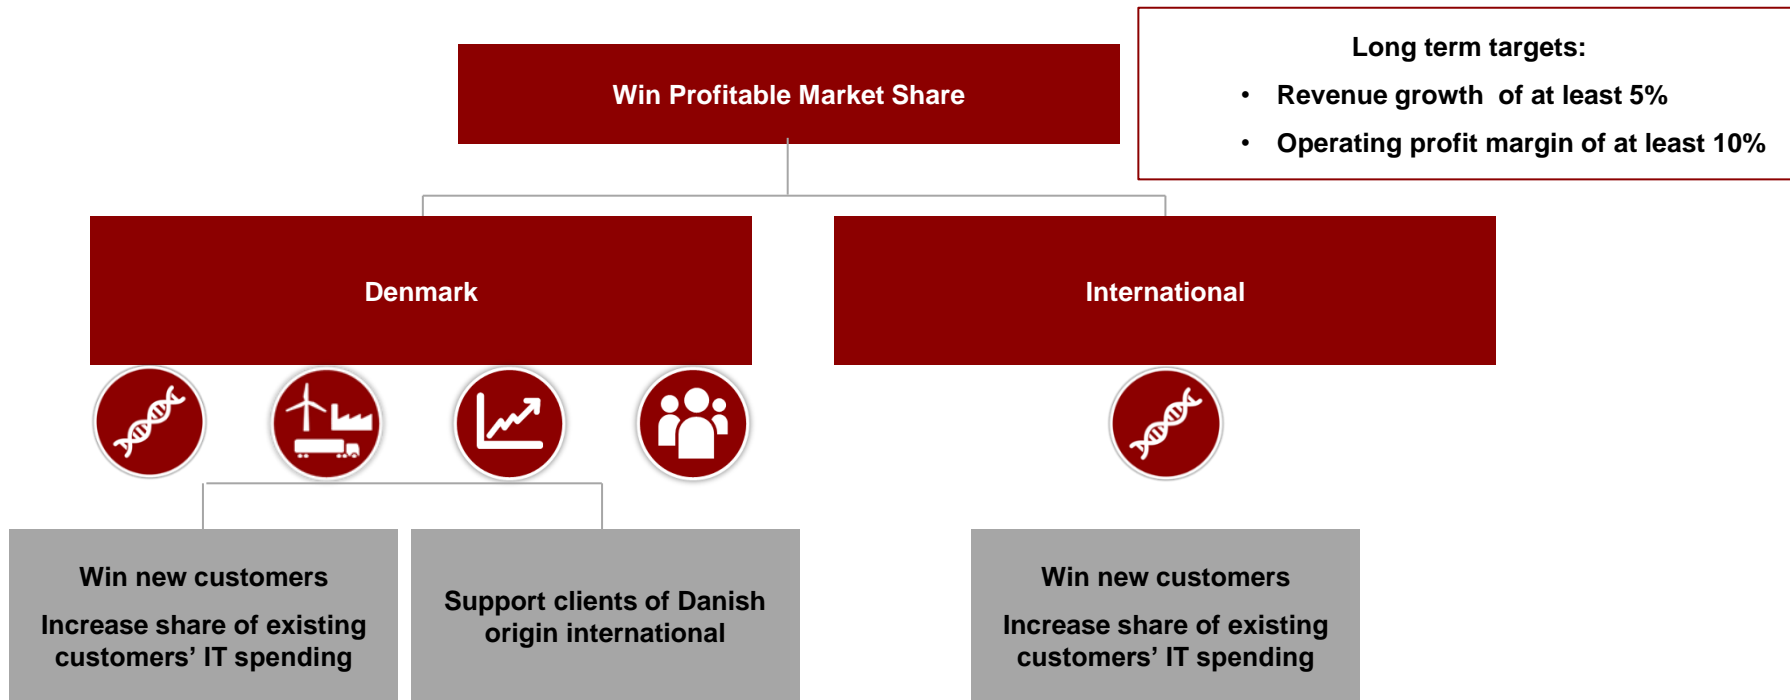 Long term targets:
• Revenue growth of at least 5%
• Operating profit margin of at least 10%
Win Profitable Market Share
Denmark
International
Win new customers
Increase share of existing
customers’ IT spending
Support clients of Danish
origin international
Win new customers
Increase share of existing
customers’ IT spending